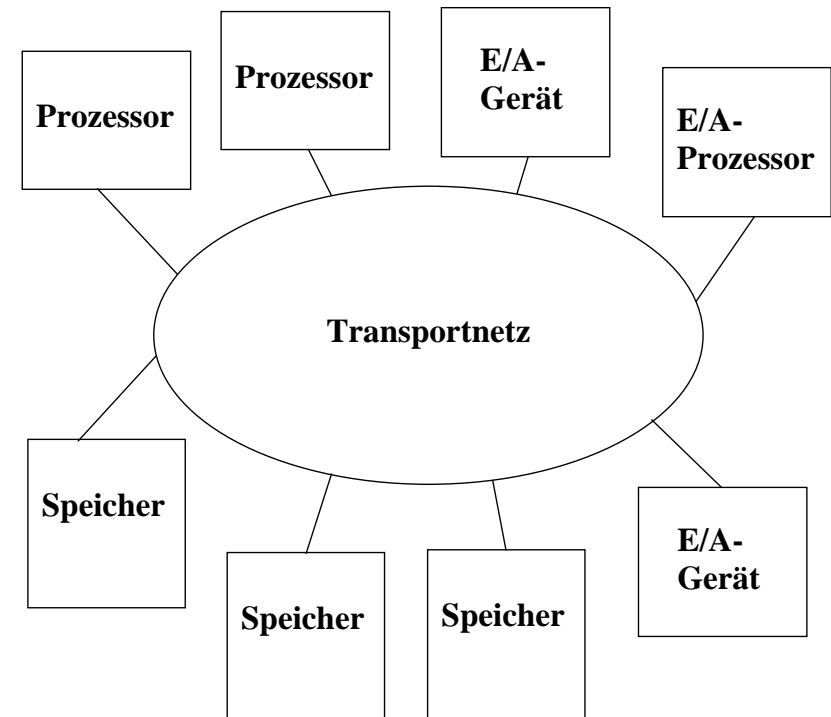 Prozessor
Prozessor
E/A-
Gerät
E/A-
Prozessor
Transportnetz
Speicher
Speicher
Speicher
E/A-
Gerät